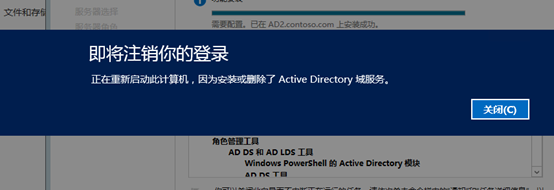 文件和存储
服务器选择
服务器角色
需要配置。已在 AD2.contoso.com 上安装成功。
即将注销你的登录
正在重新启动此计算机，因为安装或删除了 Active Directory 域服务。
关闭(C)
角色管理工具
AD DS 和 AD LDS 工具
Windows PowerShell 的 Active Directory 模块
AD DS 工具